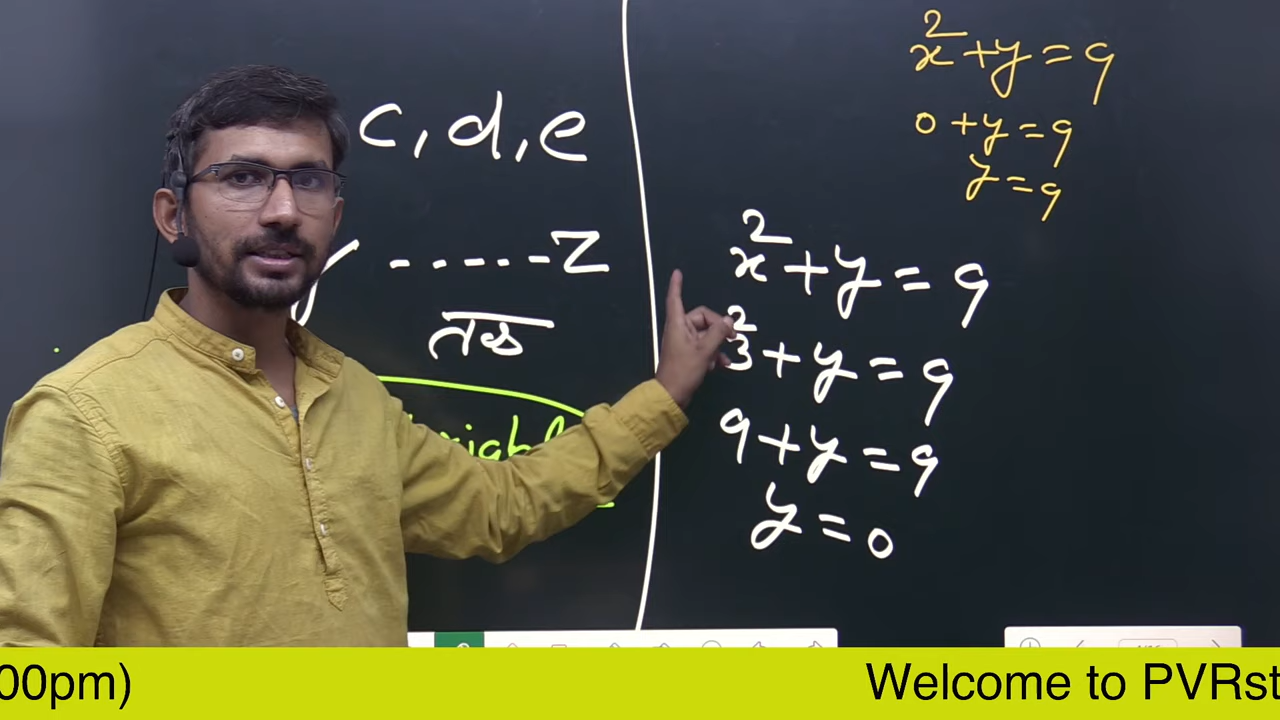 c, d, e
y -----z
तक
x² + y = 9
0 + y = 9
y = 9
x² + y = 9
3² + y = 9
9 + y = 9
y = 0
00pm) Welcome to PVRst